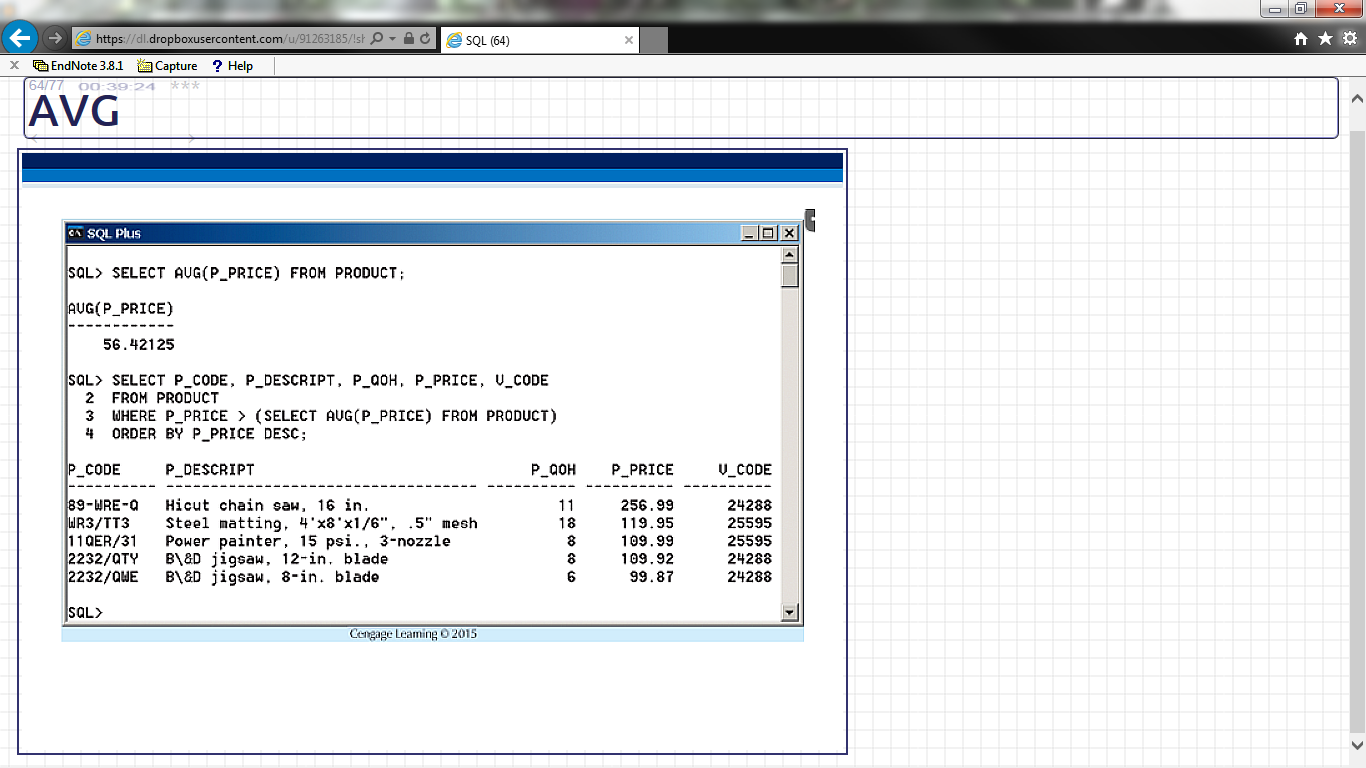 https://dl.dropboxusercontent.com/u/91263185/!sh
SQL (64)
EndNote 3.8.1 Capture Help
64/77 00:39:24 ***
AVG
SQL Plus
SQL> SELECT AVG(P_PRICE) FROM PRODUCT;
AVG(P_PRICE)
------------
56.42125
SQL> SELECT P_CODE, P_DESCRIPT, P_QOH, P_PRICE, V_CODE
2 FROM PRODUCT
3 WHERE P_PRICE > (SELECT AVG(P_PRICE) FROM PRODUCT)
4 ORDER BY P_PRICE DESC;
P_CODE P_DESCRIPT P_QOH P_PRICE V_CODE
---------- ----------------------------------- ---------- ---------- ----------
89-WRE-Q Hicut chain saw, 16 in. 11 256.99 24288
WR3/TT3 Steel matting, 4'x8'x1/6", .5" mesh 18 119.95 25595
11QER/31 Power painter, 15 psi., 3-nozzle 8 109.99 25595
2232/QTY B\&D jigsaw, 12-in. blade 8 109.92 24288
2232/QWE B\&D jigsaw, 8-in. blade 6 99.87 24288
SQL>
Cengage Learning © 2015